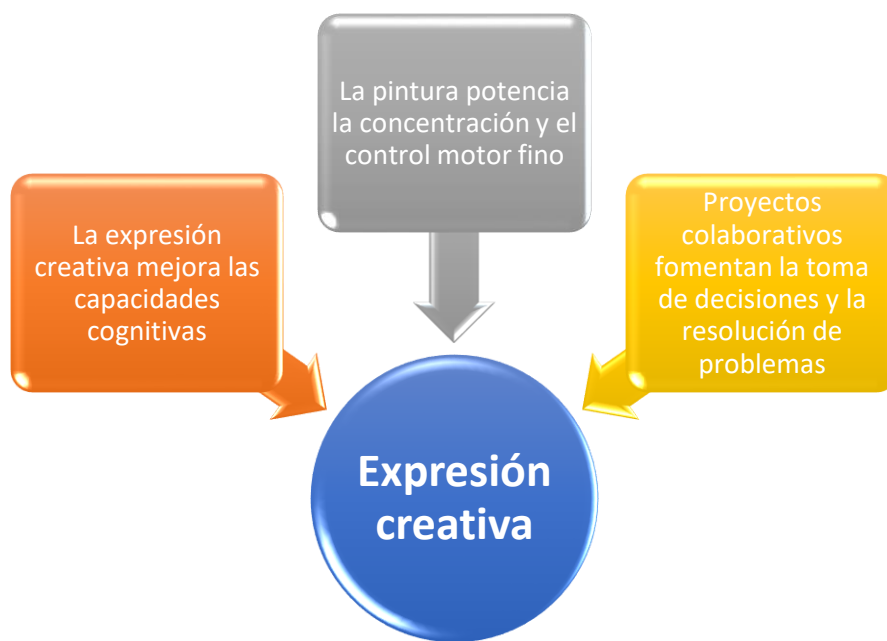 La pintura potencia
la concentración y el
control motor fino
La expresión
creativa mejora las
capacidades
cognitivas
Proyectos
colaborativos
fomentan la toma
de decisiones y la
resolución de
problemas
Expresión
creativa